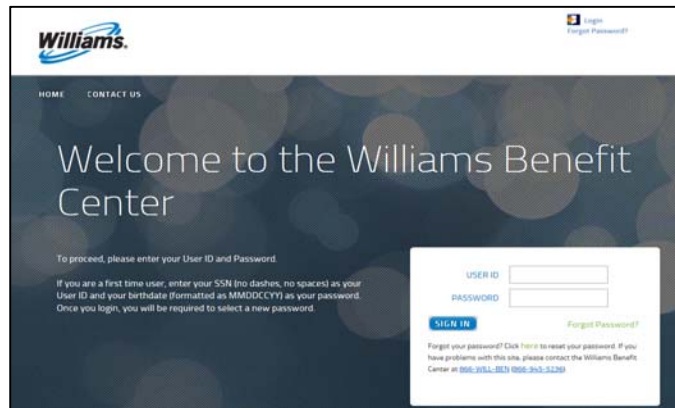 Williams.
Login
Forgot Password?
HOME CONTACT US
Welcome to the Williams Benefit
Center
To proceed, please enter your User ID and Password.
If you are a first time user, enter your SSN (no dashes, no spaces) as your
User ID and your birthdate (formatted as MMDDCCYY) as your password.
Once you login, you will be required to select a new password.
USER ID
PASSWORD
SIGN IN Forgot Password?
Forgot your password? Click here to reset your password. If you
have problems with this site, please contact the Williams Benefit
Center at 866-WILL-BEN (866-945-5236)